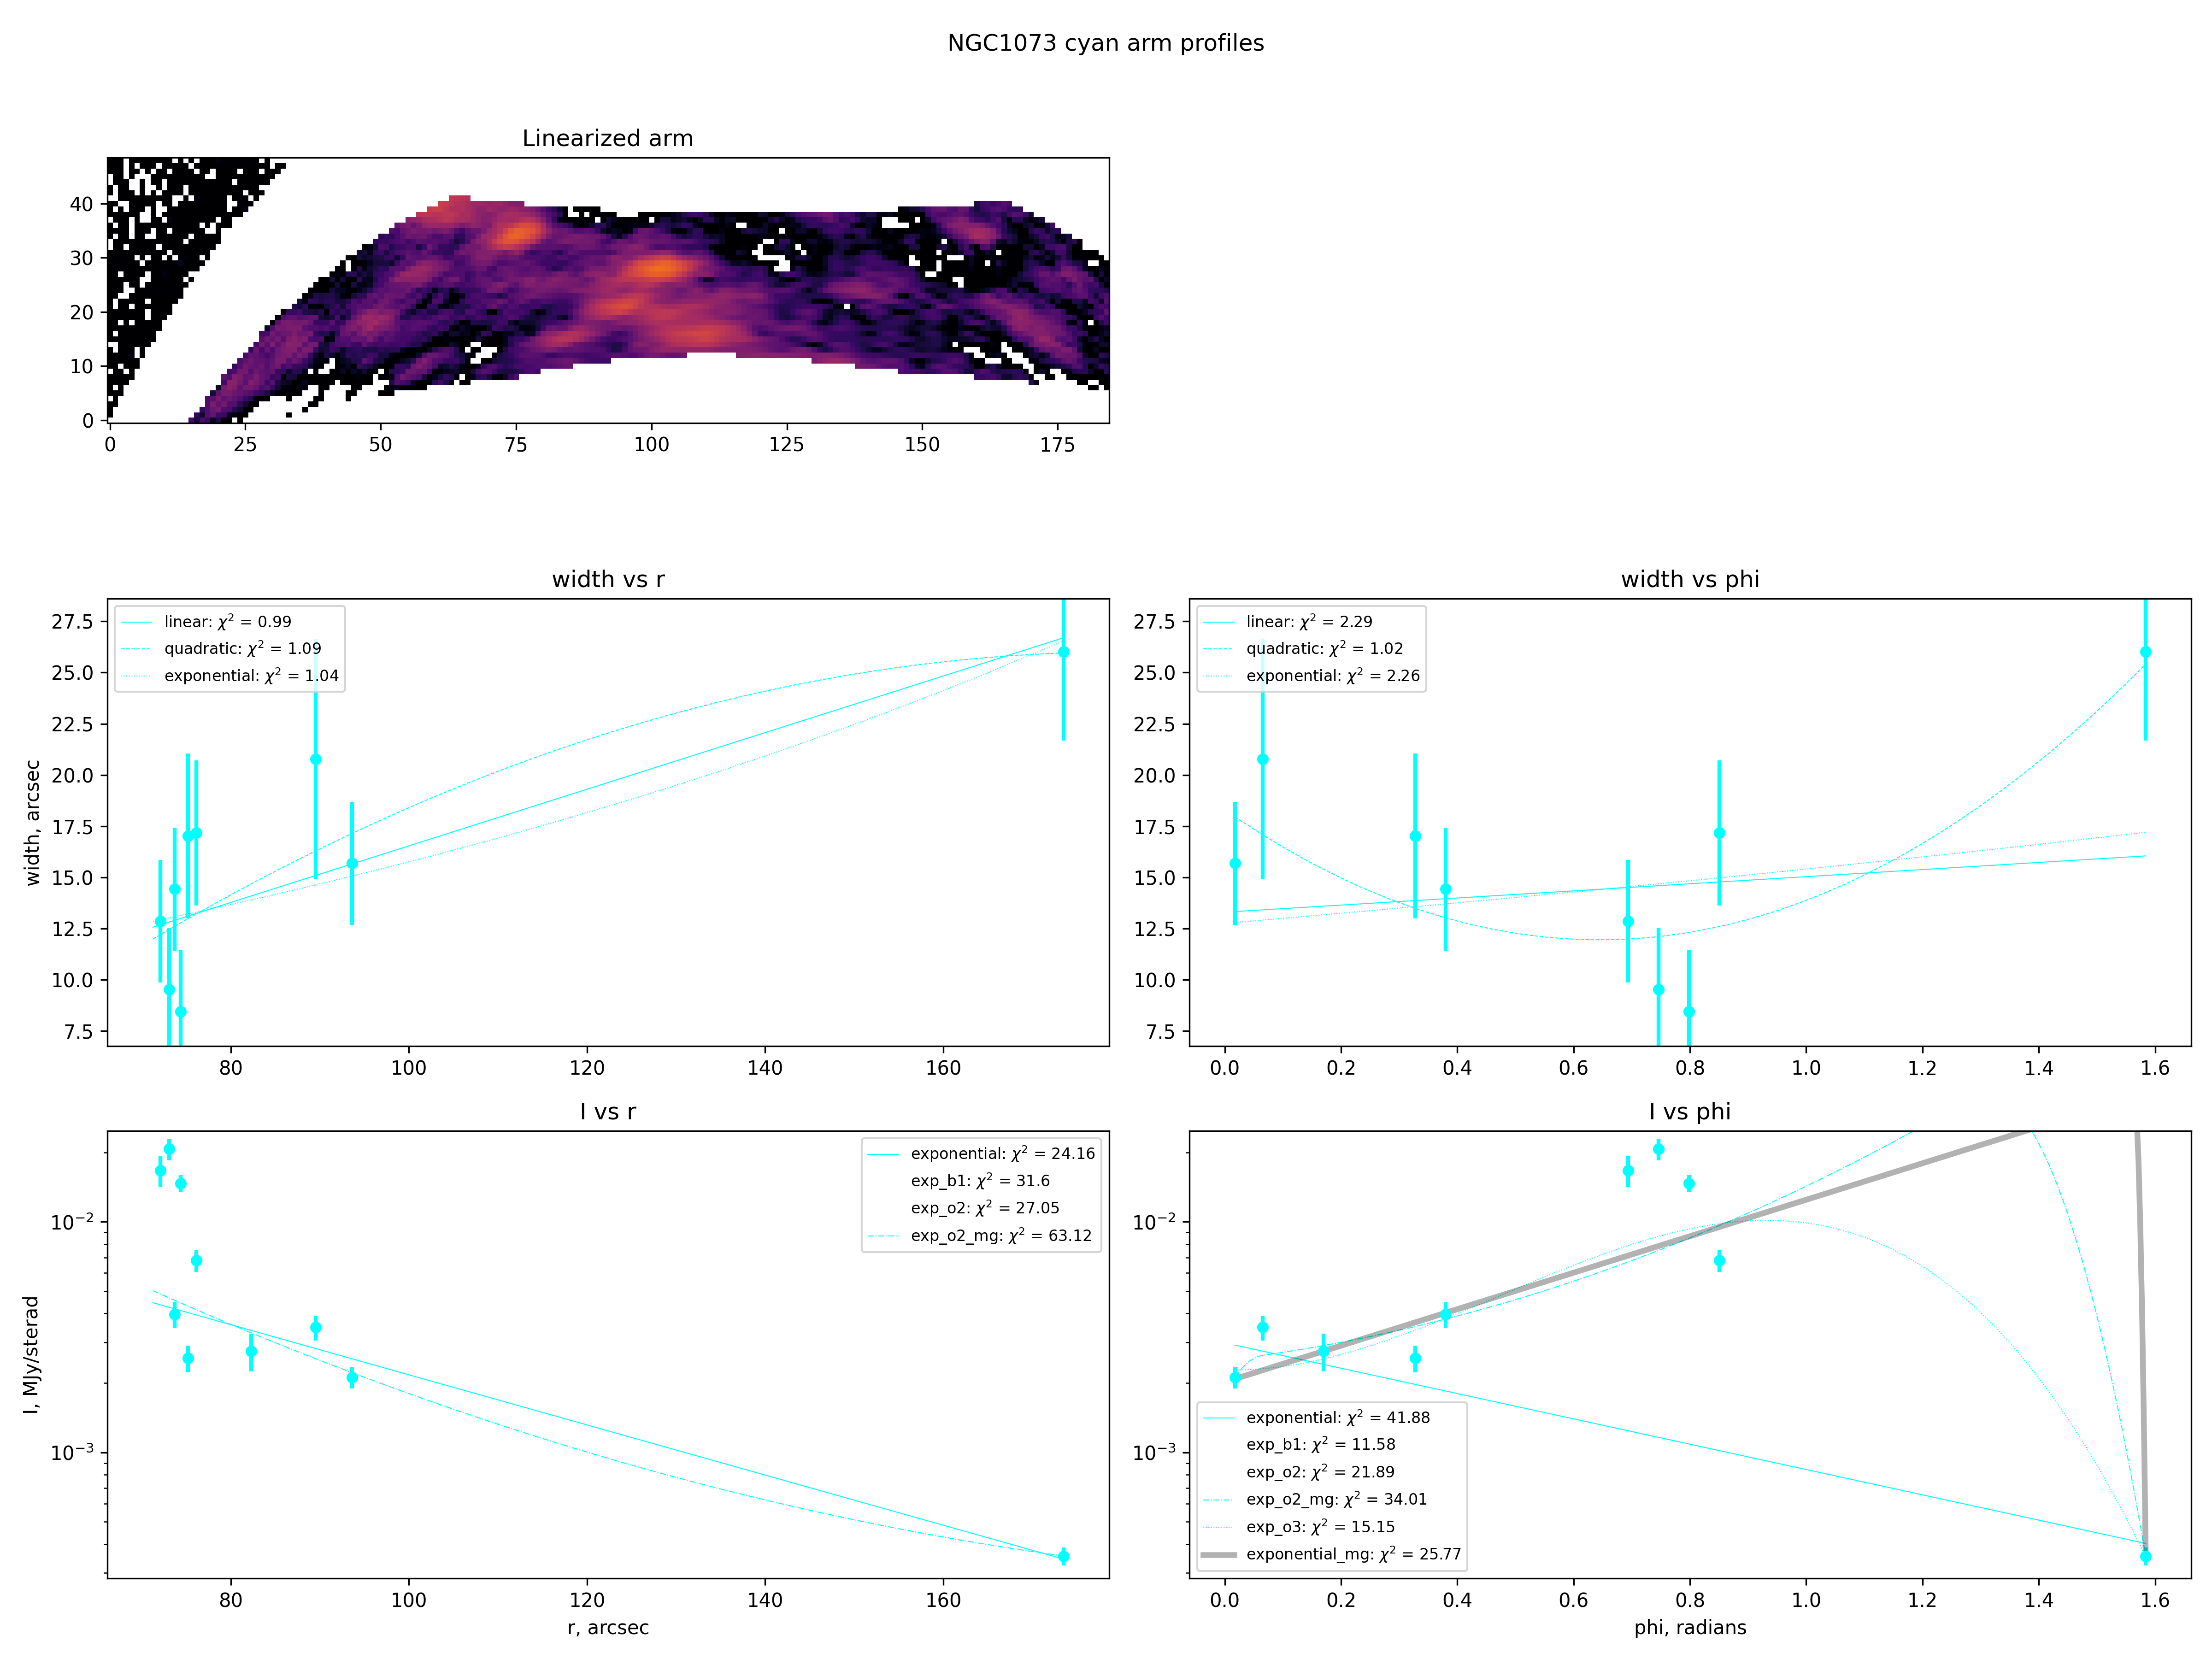 NGC1073 cyan arm profiles
Linearized arm
40
30
20
10
0
0 25 50 75 100 125 150 175
width vs r
27.5
25.0
22.5
20.0
17.5
15.0
12.5
10.0
7.5
width, arcsec
linear: χ² = 0.99
quadratic: χ² = 1.09
exponential: χ² = 1.04
80 100 120 140 160
width vs phi
27.5
25.0
22.5
20.0
17.5
15.0
12.5
10.0
7.5
linear: χ² = 2.29
quadratic: χ² = 1.02
exponential: χ² = 2.26
0.0 0.2 0.4 0.6 0.8 1.0 1.2 1.4 1.6
I vs r
10⁻²
10⁻³
I, MJy/sterad
exponential: χ² = 24.16
exp_b1: χ² = 31.6
exp_o2: χ² = 27.05
exp_o2_mg: χ² = 63.12
80 100 120 140 160
r, arcsec
I vs phi
10⁻²
10⁻³
exponential: χ² = 41.88
exp_b1: χ² = 11.58
exp_o2: χ² = 21.89
exp_o2_mg: χ² = 34.01
exp_o3: χ² = 15.15
exponential_mg: χ² = 25.77
0.0 0.2 0.4 0.6 0.8 1.0 1.2 1.4 1.6
phi, radians